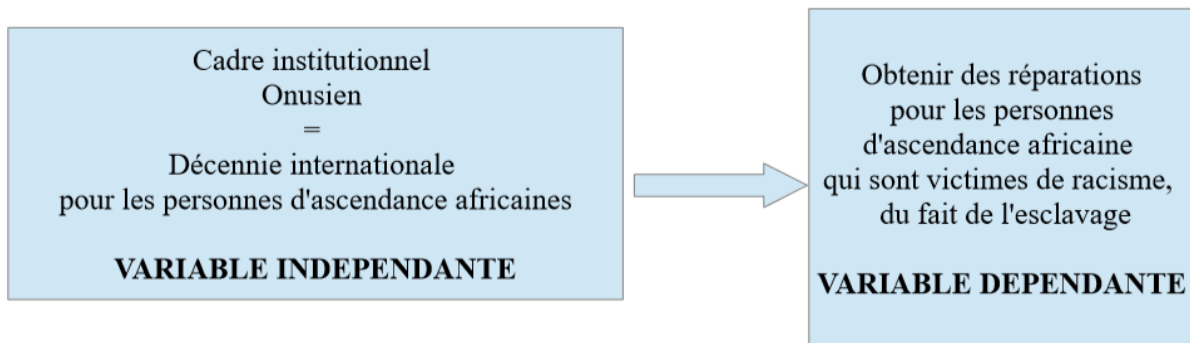 Cadre institutionnel
Onusien
=
Décennie internationale
pour les personnes d'ascendance africaines
VARIABLE INDEPENDANTE
Obtenir des réparations
pour les personnes
d'ascendance africaine
qui sont victimes de racisme,
du fait de l'esclavage
VARIABLE DEPENDANTE